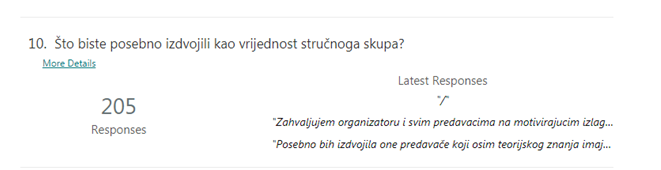 10. Što biste posebno izdvojili kao vrijednost stručnoga skupa?
More Details
205
Responses
Latest Responses
"/"
"Zahvaljujem organizatoru i svim predavacima na motivirajucim izlag...
"Posebno bih izdvojila one predavače koji osim teorijskog znanja imaj...